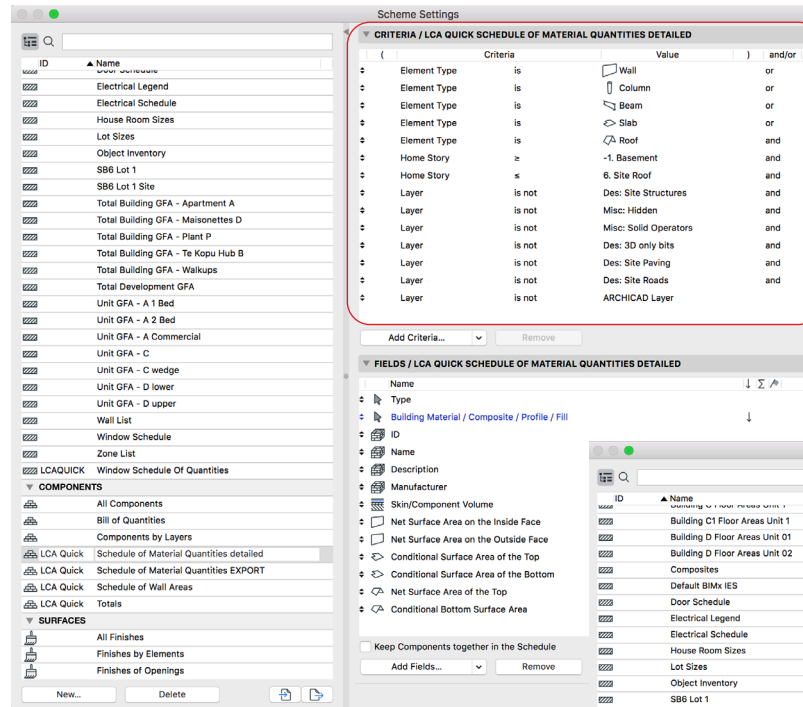 Scheme Settings
ID Name
Door Schedule
Electrical Legend
Electrical Schedule
House Room Sizes
Lot Sizes
Object Inventory
SB6 Lot 1
SB6 Lot 1 Site
Total Building GFA - Apartment A
Total Building GFA - Maisonettes D
Total Building GFA - Plant P
Total Building GFA - Te Kopu Hub B
Total Building GFA - Walkups
Total Development GFA
Unit GFA - A 1 Bed
Unit GFA - A 2 Bed
Unit GFA - A Commercial
Unit GFA - C
Unit GFA - C wedge
Unit GFA - D lower
Unit GFA - D upper
Wall List
Window Schedule
Zone List
LCAQUICK Window Schedule Of Quantities
COMPONENTS
All Components
Bill of Quantities
Components by Layers
LCA Quick Schedule of Material Quantities detailed
LCA Quick Schedule of Material Quantities EXPORT
LCA Quick Schedule of Wall Areas
LCA Quick Totals
SURFACES
All Finishes
Finishes by Elements
Finishes of Openings
New... Delete
CRITERIA / LCA QUICK SCHEDULE OF MATERIAL QUANTITIES DETAILED
( Criteria Value ) and/or
Element Type is Wall or
Element Type is Column or
Element Type is Beam or
Element Type is Slab or
Element Type is Roof and
Home Story ≥ -1. Basement and
Home Story ≤ 6. Site Roof and
Layer is not Des: Site Structures and
Layer is not Misc: Hidden and
Layer is not Misc: Solid Operators and
Layer is not Des: 3D only bits and
Layer is not Des: Site Paving and
Layer is not Des: Site Roads and
Layer is not ARCHICAD Layer
Add Criteria... Remove
FIELDS / LCA QUICK SCHEDULE OF MATERIAL QUANTITIES DETAILED
Name ↓ Σ
Type
Building Material / Composite / Profile / Fill ↓
ID
Name
Description
Manufacturer
Skin/Component Volume
Net Surface Area on the Inside Face
Net Surface Area on the Outside Face
Conditional Surface Area of the Top
Conditional Surface Area of the Bottom
Net Surface Area of the Top
Conditional Bottom Surface Area
Keep Components together in the Schedule
Add Fields... Remove
ID Name
Building C1 Floor Areas Unit 1
Building D Floor Areas Unit 01
Building D Floor Areas Unit 02
Composites
Default BIMx IES
Door Schedule
Electrical Legend
Electrical Schedule
House Room Sizes
Lot Sizes
Object Inventory
SB6 Lot 1